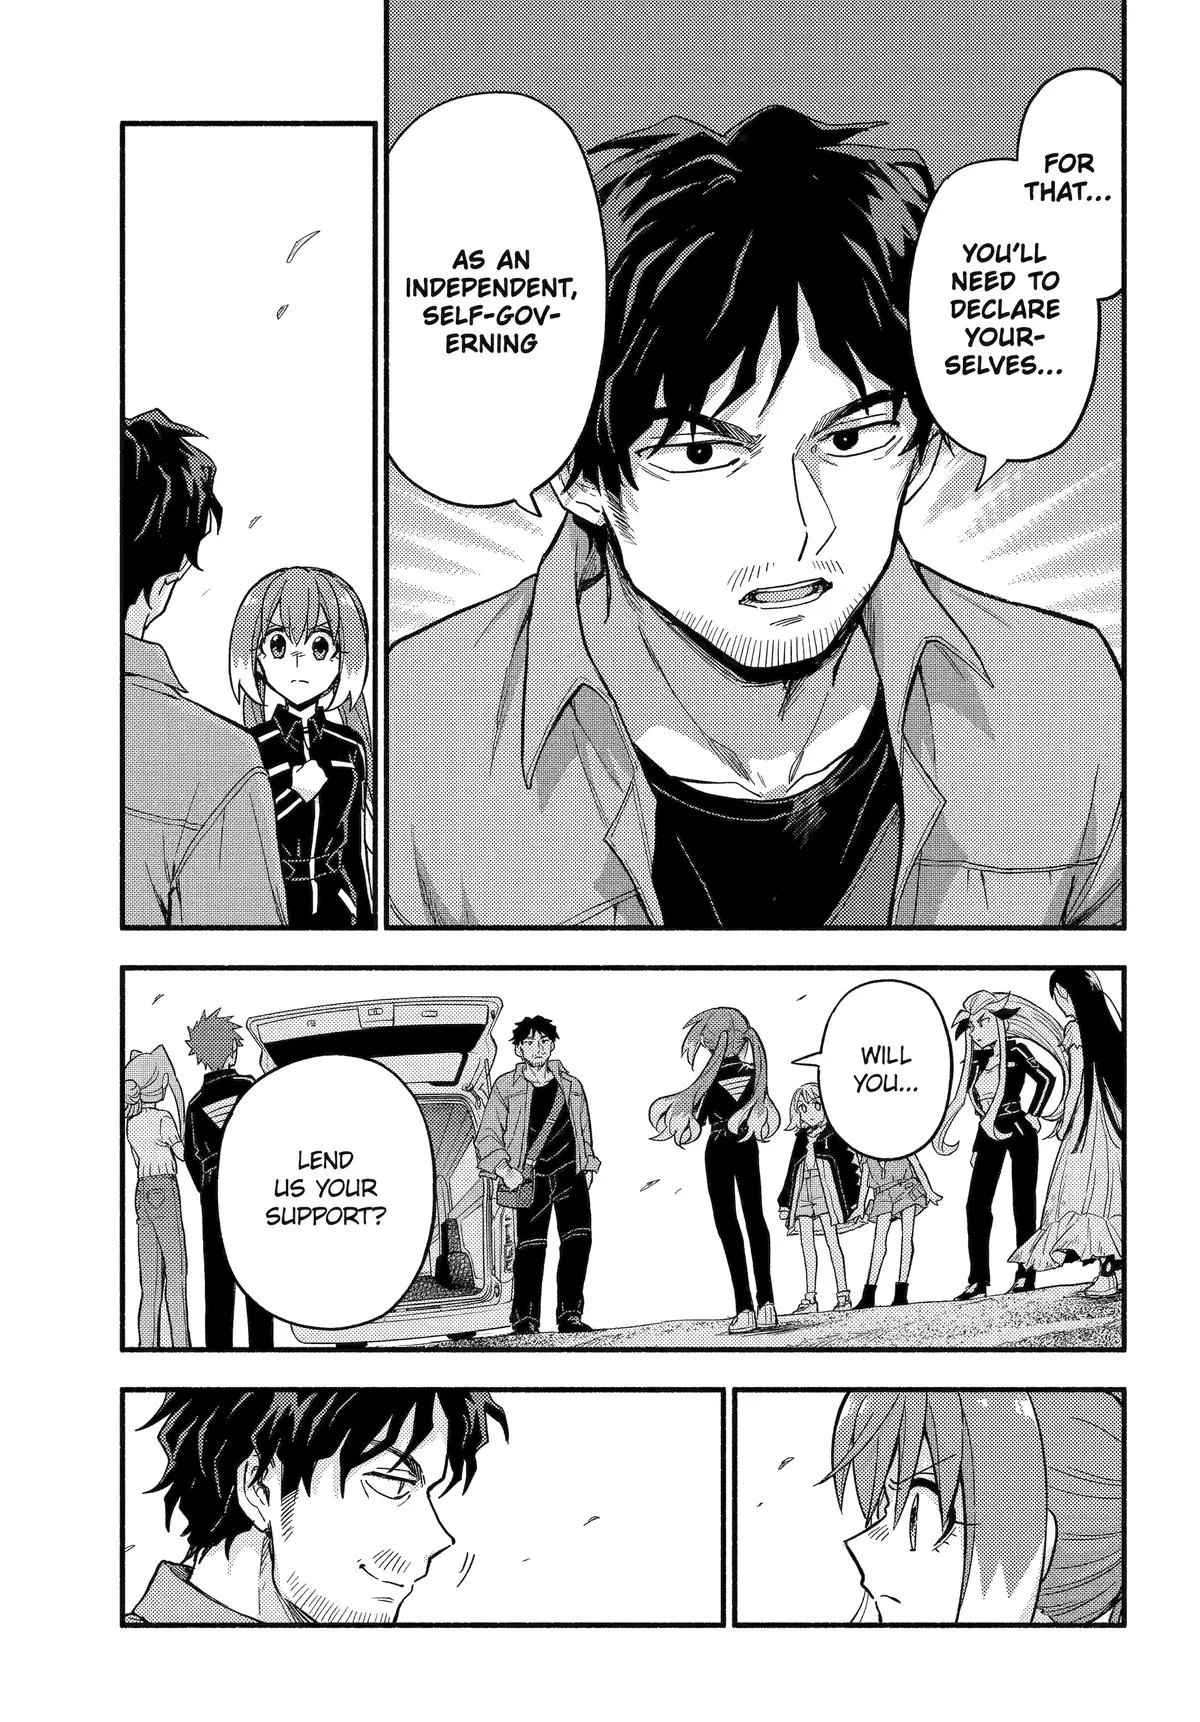 FOR
THAT...
YOU'LL
NEED TO
DECLARE
YOUR-
SELVES...
AS AN
INDEPENDENT,
SELF-GOV-
ERNING
WILL
YOU...
LEND
US YOUR
SUPPORT?